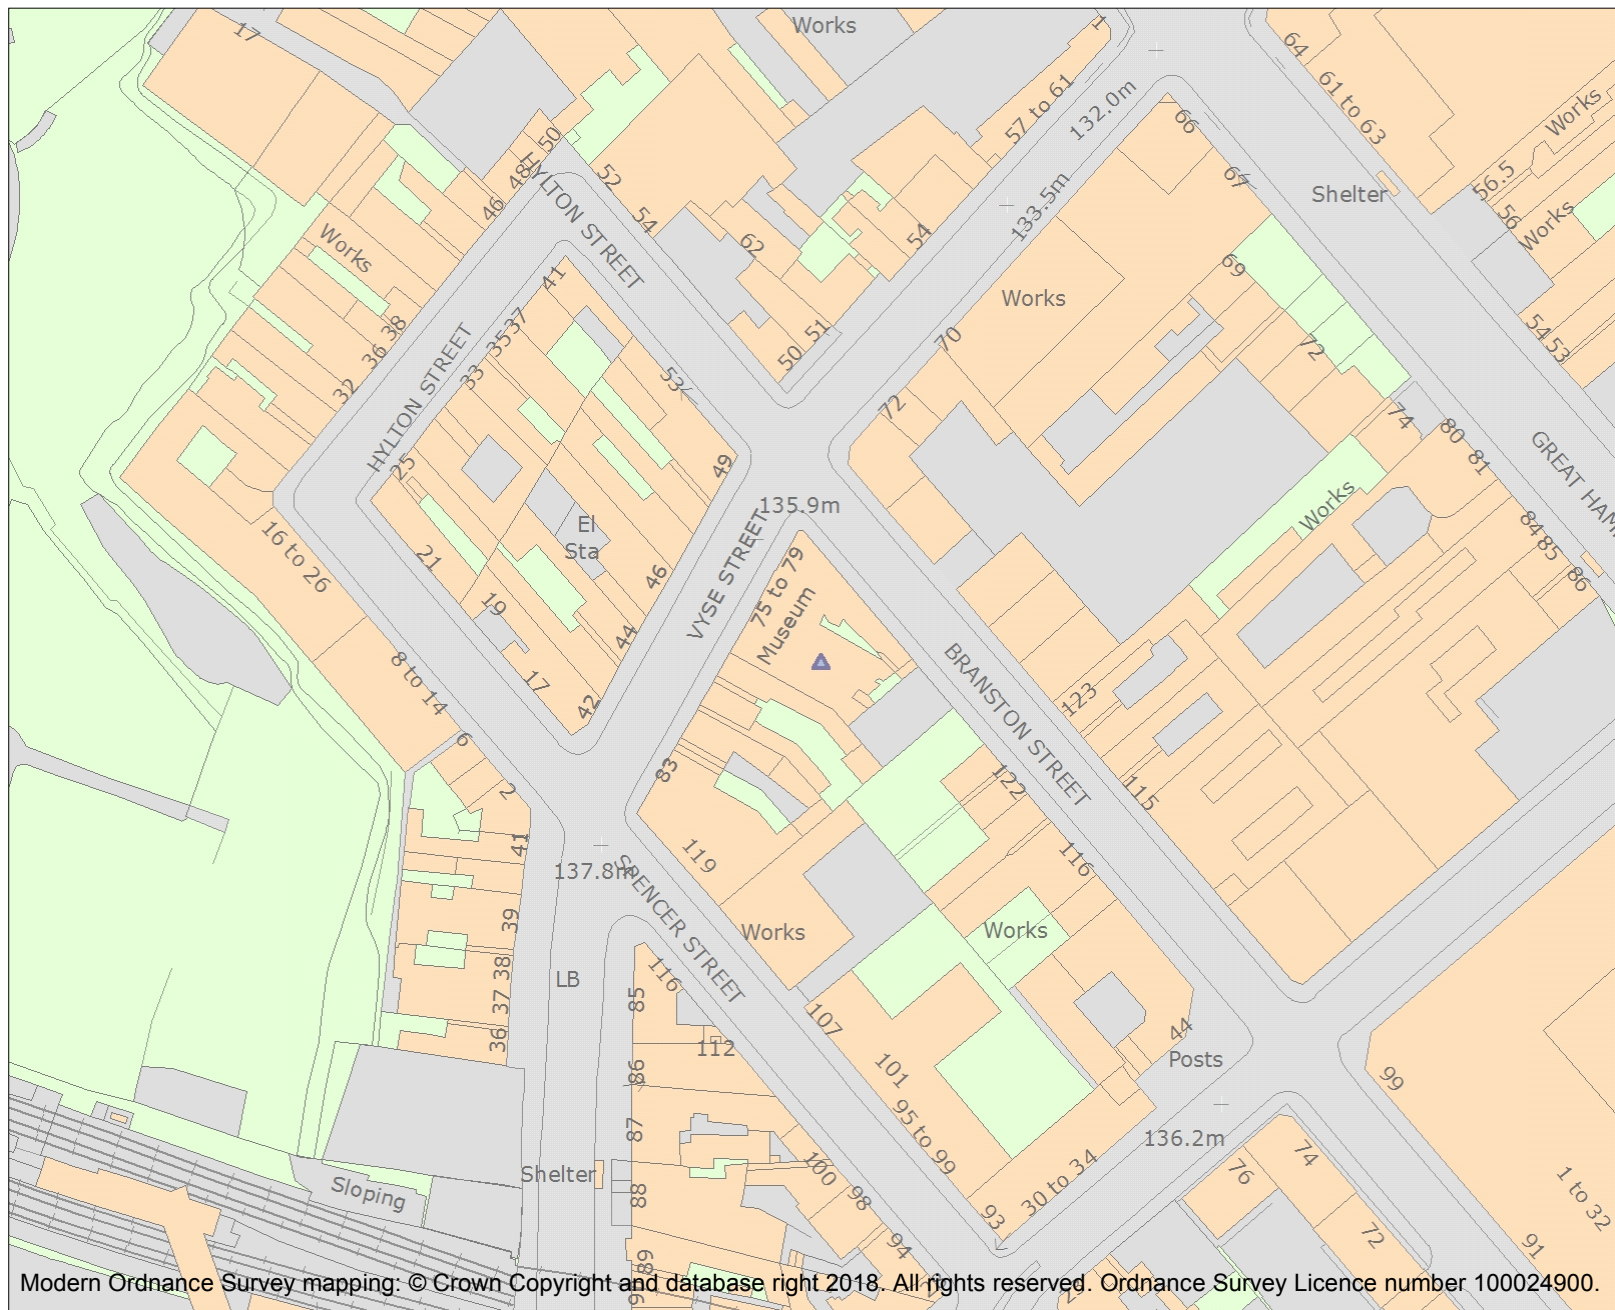 17
Works
1
64
61 to 63
57 to 61
132.0m
Works
66
50
48
46
HYLTON STREET
52
54
67
Shelter
56.5
56
Works
133.5m
54
62
Works
41
69
Works
37
35
38
36
33
32
HYLTON STREET
50
51
70
72
72
53
54
53
74
80
81
GREAT HAM
25
49
135.9m
Works
84
85
86
El
Sta
21
19
16 to 26
46
44
VYSE STREET
75 to 79
Museum
BRANSTON STREET
123
8 to 14
17
42
6
2
83
122
115
41
119
116
137.8m
SPENCER STREET
39
Works
Works
38
37
36
LB
116
85
107
44
Posts
112
86
101
99
87
95 to 99
136.2m
Shelter
Sloping
88
100
98
30 to 34
93
74
76
72
1 to 32
94
91
89
Modern Ordnance Survey mapping: © Crown Copyright and database right 2018. All rights reserved. Ordnance Survey Licence number 100024900.